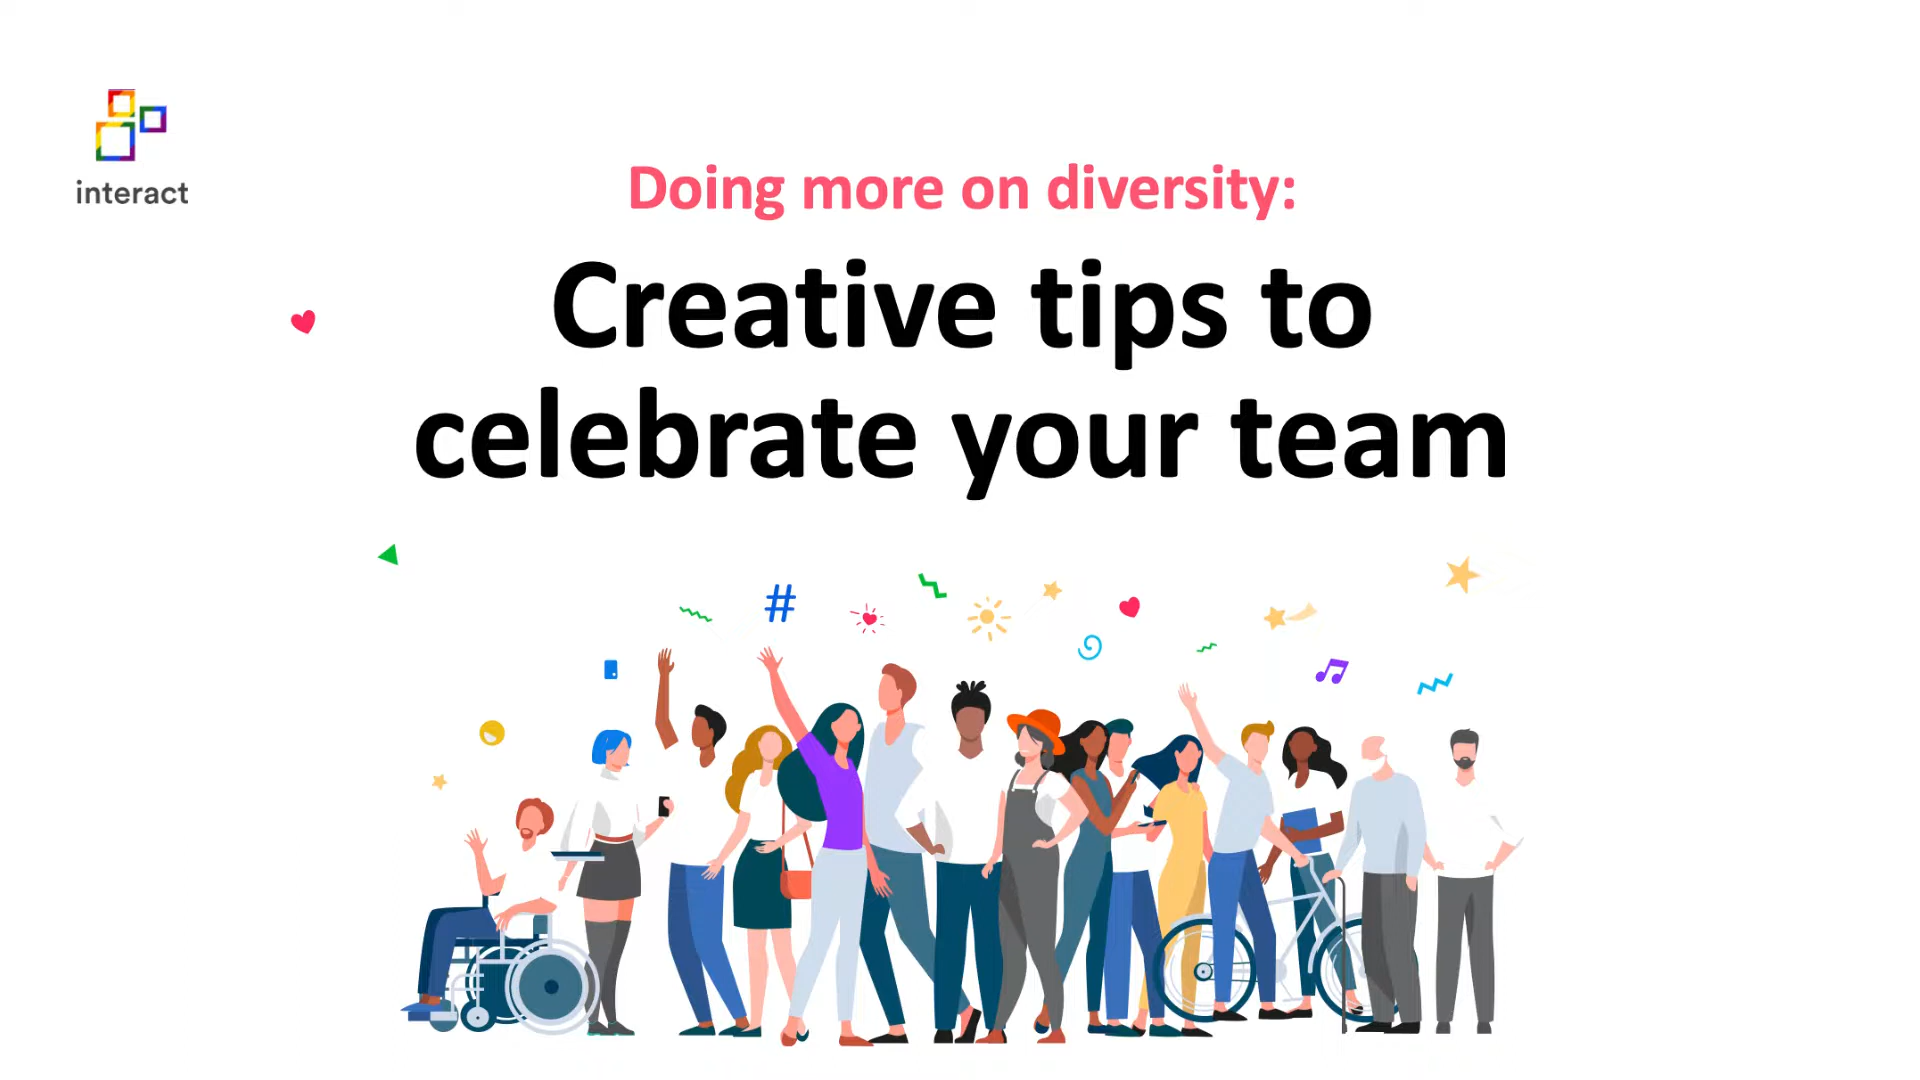 interact
Doing more on diversity:
Creative tips to
celebrate your team
#